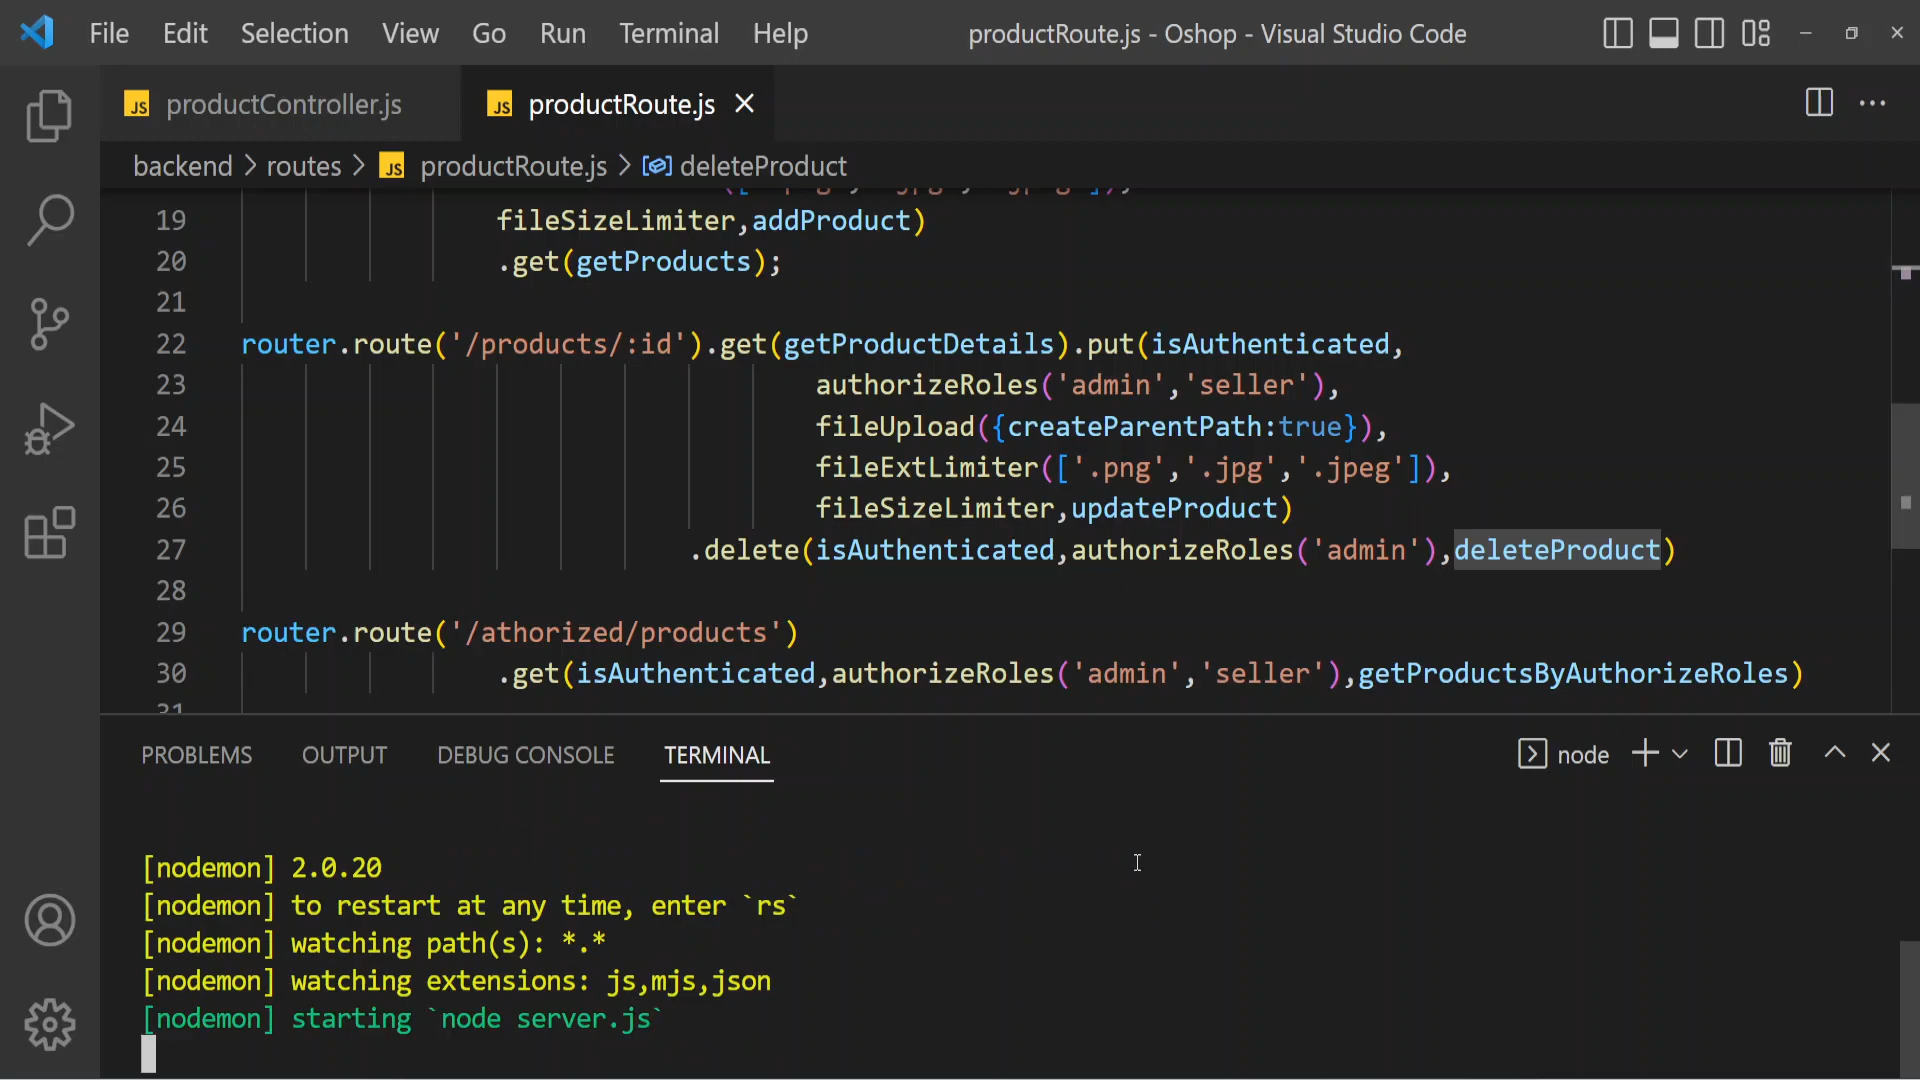 File Edit Selection View Go Run Terminal Help productRoute.js - Oshop - Visual Studio Code
JS productController.js JS productRoute.js
backend > routes > JS productRoute.js > deleteProduct
19 fileSizeLimiter,addProduct)
20 .get(getProducts);
21
22 router.route('/products/:id').get(getProductDetails).put(isAuthenticated,
23 authorizeRoles('admin','seller'),
24 fileUpload({createParentPath:true}),
25 fileExtLimiter(['.png','.jpg','.jpeg']),
26 fileSizeLimiter,updateProduct)
27 .delete(isAuthenticated,authorizeRoles('admin'),deleteProduct)
28
29 router.route('/athorized/products')
30 .get(isAuthenticated,authorizeRoles('admin','seller'),getProductsByAuthorizeRoles)
31
PROBLEMS OUTPUT DEBUG CONSOLE TERMINAL node
[nodemon] 2.0.20
[nodemon] to restart at any time, enter `rs`
[nodemon] watching path(s): *.*
[nodemon] watching extensions: js,mjs,json
[nodemon] starting `node server.js`